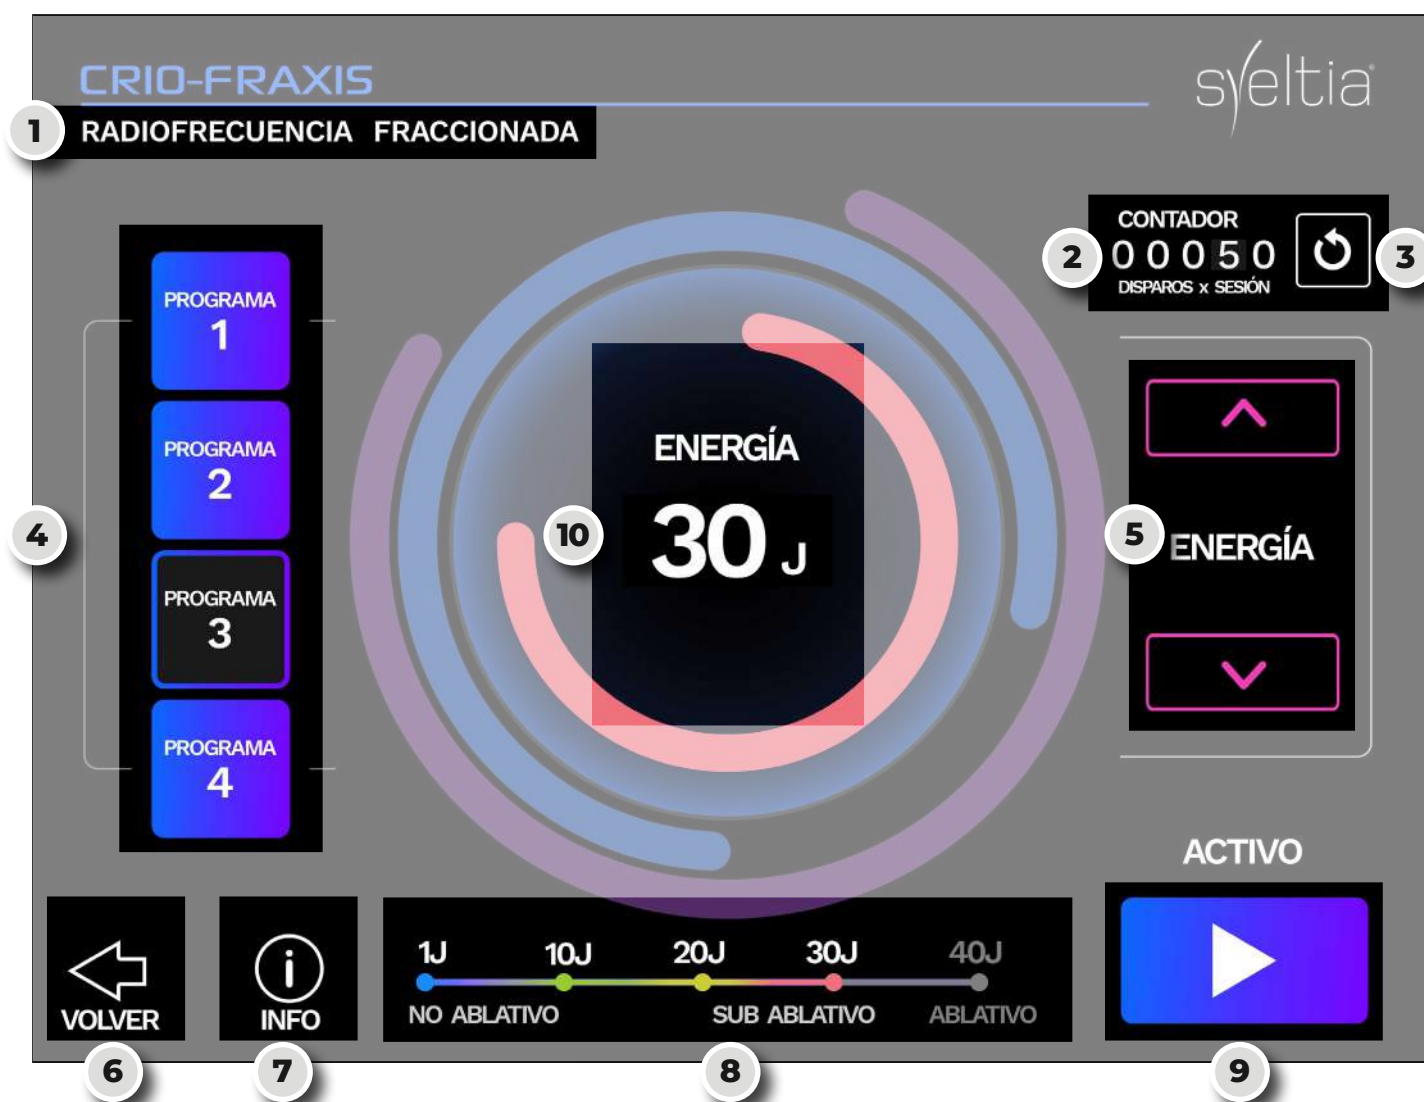 CRIO-FRAXIS
sveltia
1
RADIOFRECUENCIA FRACCIONADA
CONTADOR
2
00050
3
DISPAROS x SESIÓN
PROGRAMA
1
PROGRAMA
2
PROGRAMA
3
PROGRAMA
4
4
ENERGÍA
10
30 J
5
ENERGÍA
ACTIVO
1J 10J 20J 30J 40J
NO ABLATIVO SUB ABLATIVO ABLATIVO
VOLVER
INFO
6
7
8
9